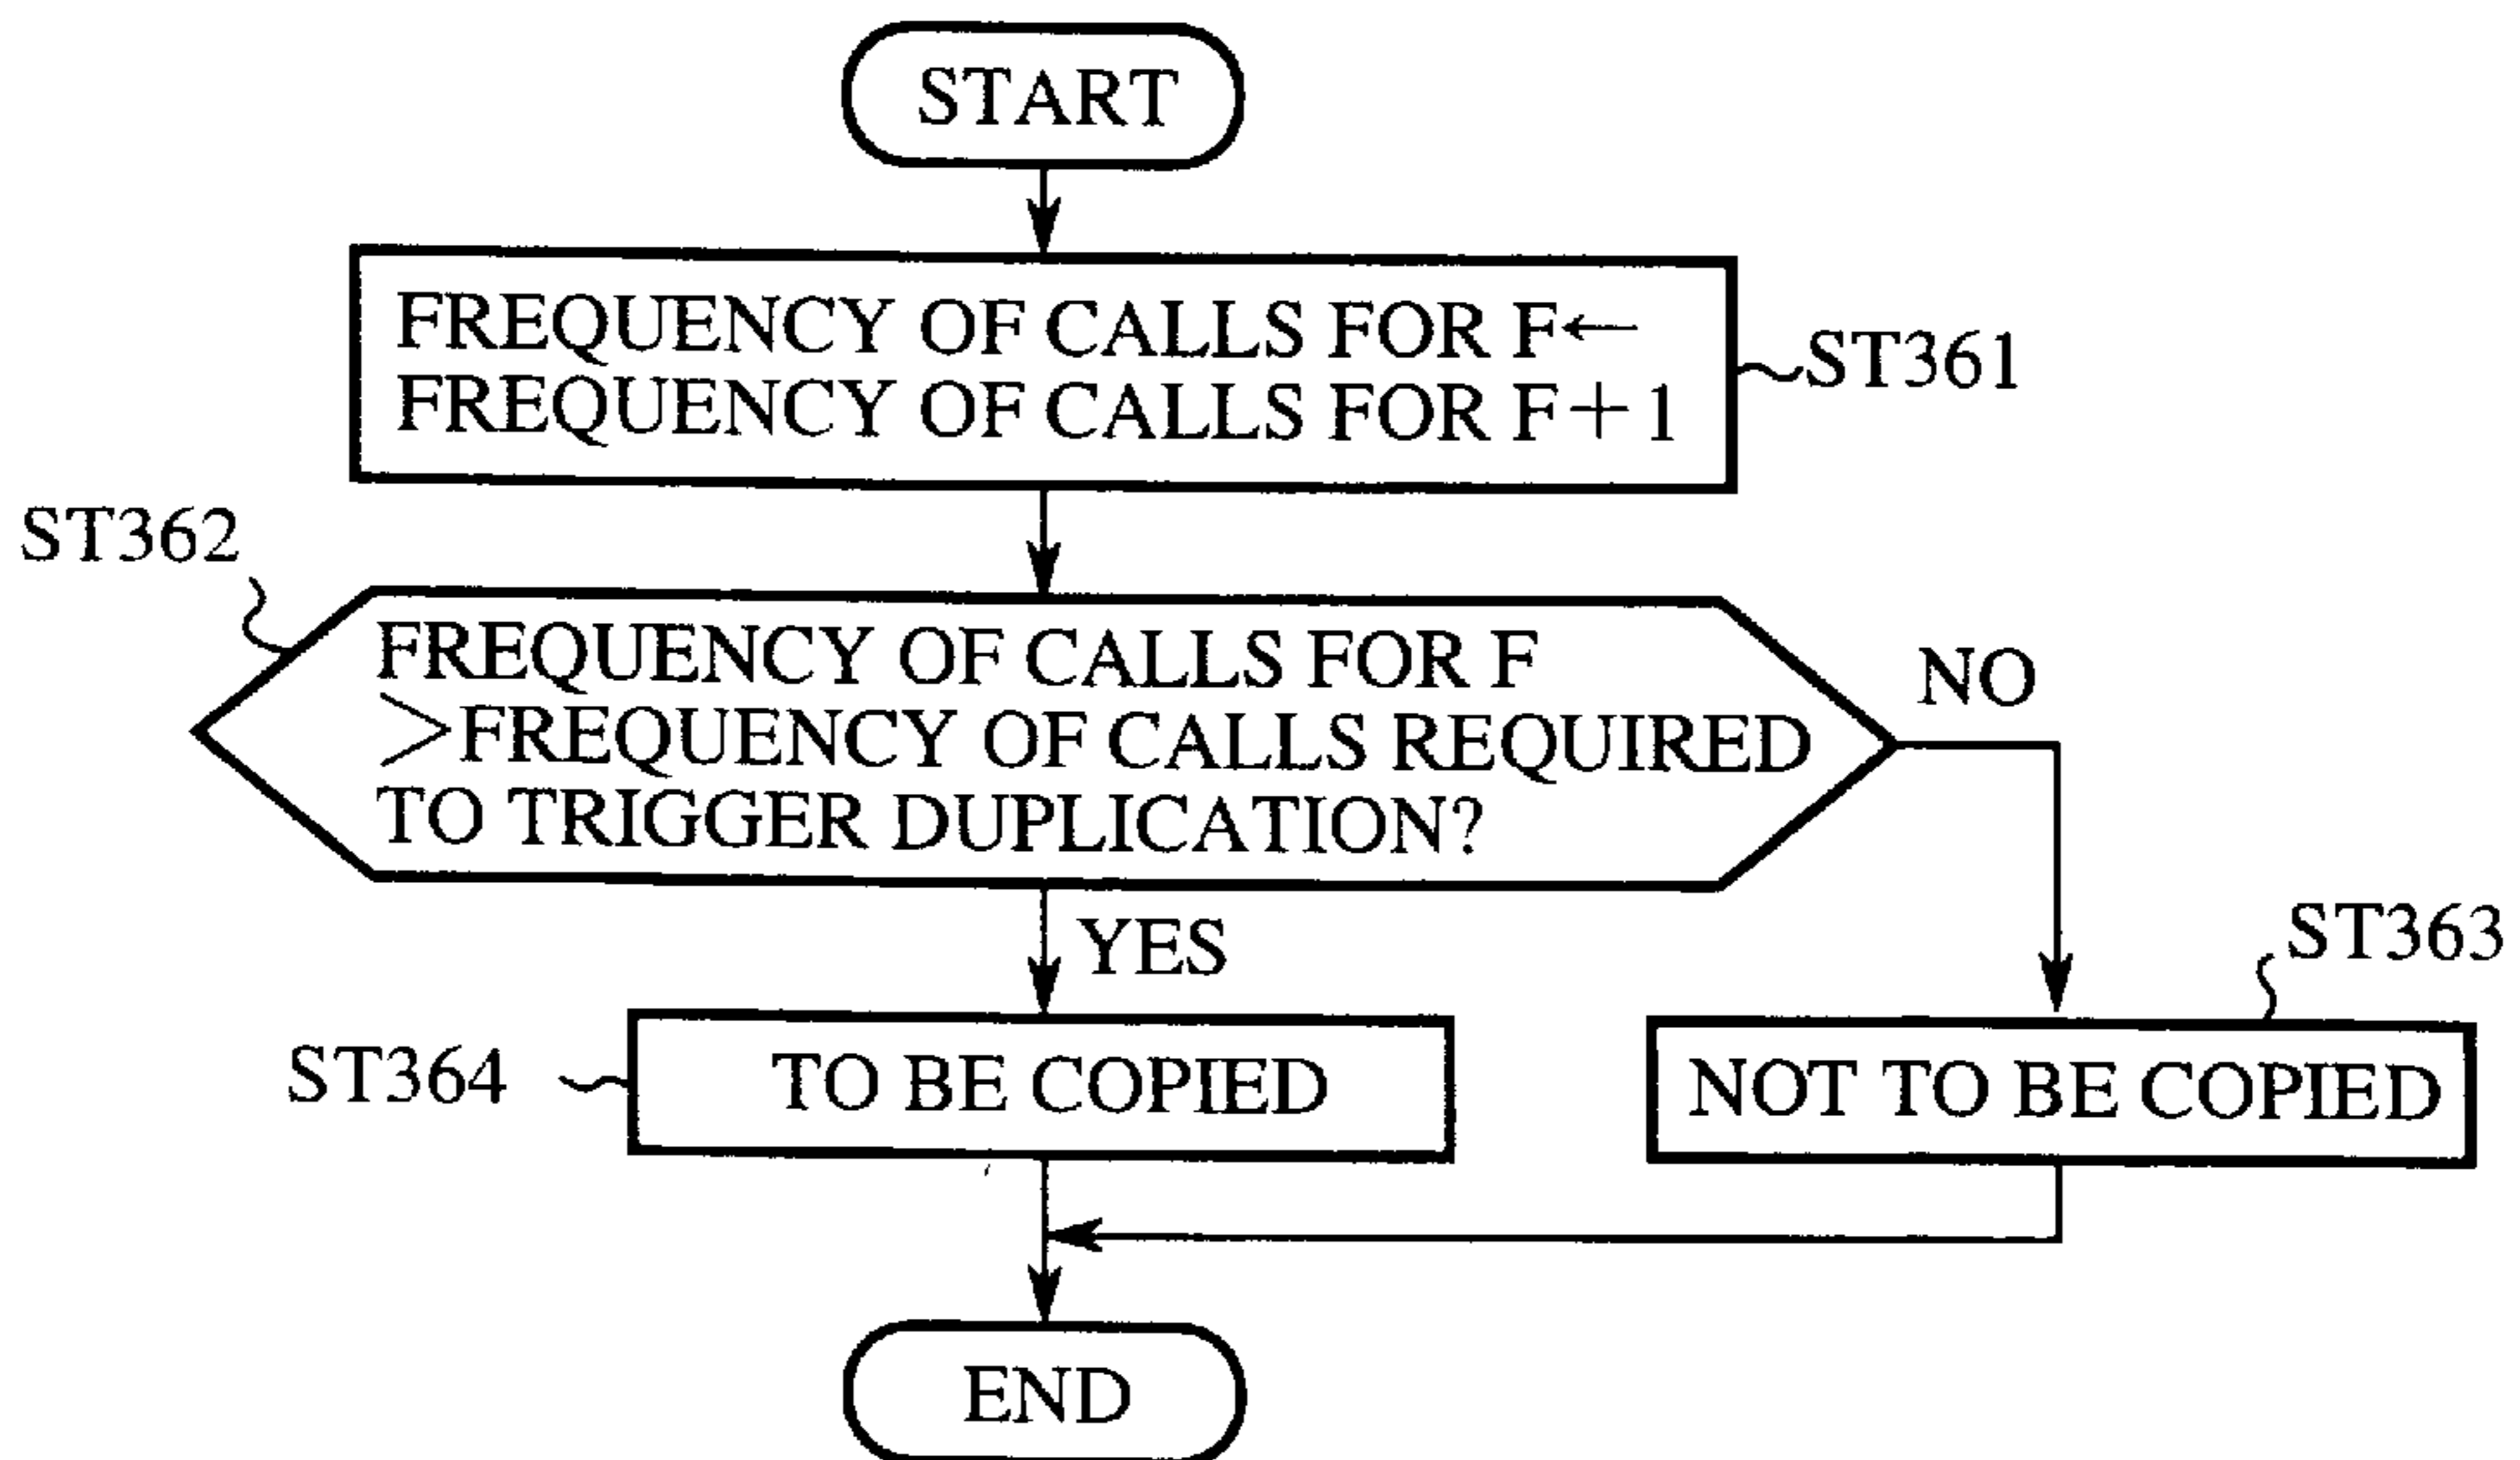 START
FREQUENCY OF CALLS FOR F←
FREQUENCY OF CALLS FOR F+1
ST361
ST362
FREQUENCY OF CALLS FOR F
>FREQUENCY OF CALLS REQUIRED
TO TRIGGER DUPLICATION?
NO
YES
ST363
ST364
TO BE COPIED
NOT TO BE COPIED
END